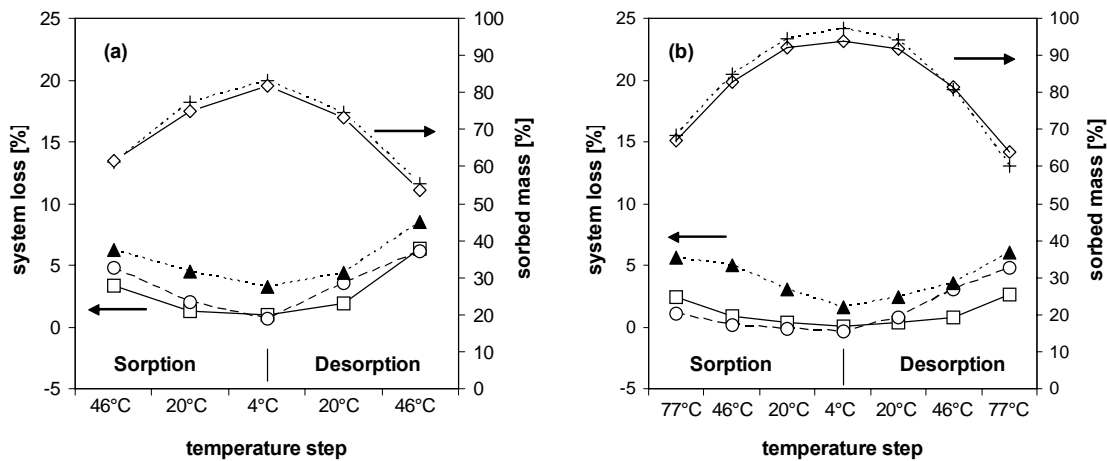 (a)
system loss [%]
25
20
15
10
5
0
-5
100
90
80
70
60
50
40
30
20
10
0
sorbed mass [%]
Sorption
Desorption
46°C 20°C 4°C 20°C 46°C
temperature step
(b)
system loss [%]
25
20
15
10
5
0
-5
100
90
80
70
60
50
40
30
20
10
0
sorbed mass [%]
Sorption
Desorption
77°C 46°C 20°C 4°C 20°C 46°C 77°C
temperature step